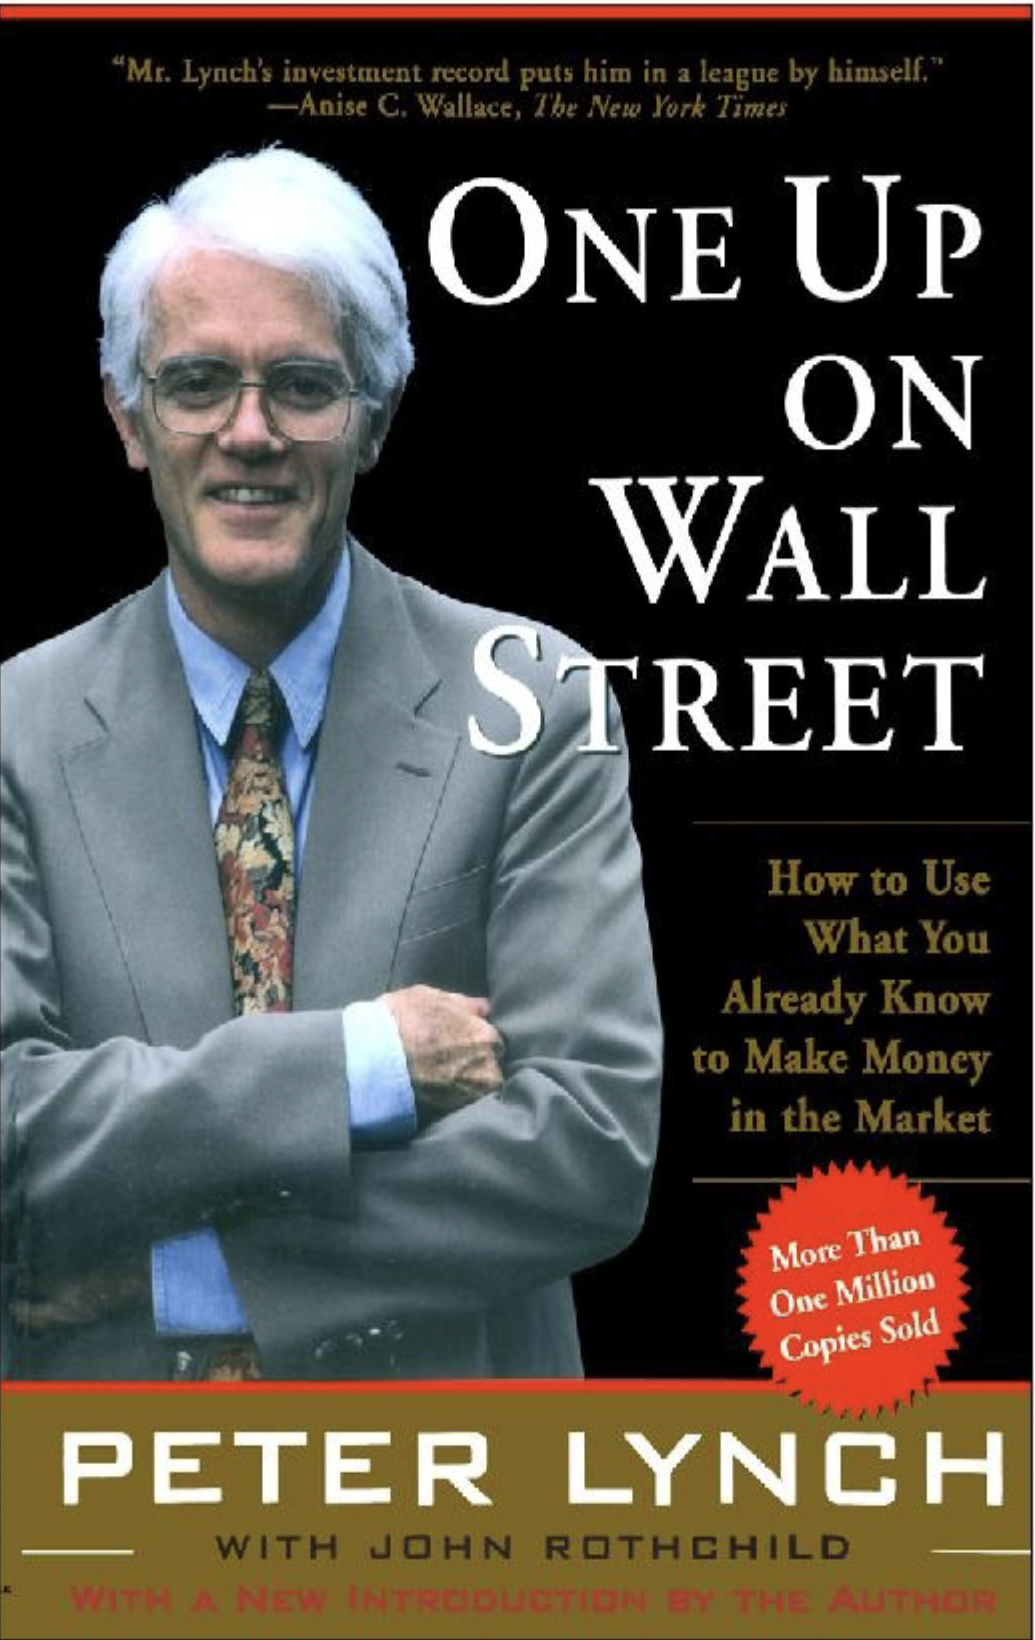 “Mr. Lynch’s investment record puts him in a league by himself.”
—Anise C. Wallace, The New York Times
ONE UP
ON
WALL
STREET
How to Use
What You
Already Know
to Make Money
in the Market
More Than
One Million
Copies Sold
PETER LYNCH
WITH JOHN ROTHCHILD
WITH A NEW INTRODUCTION BY THE AUTHOR